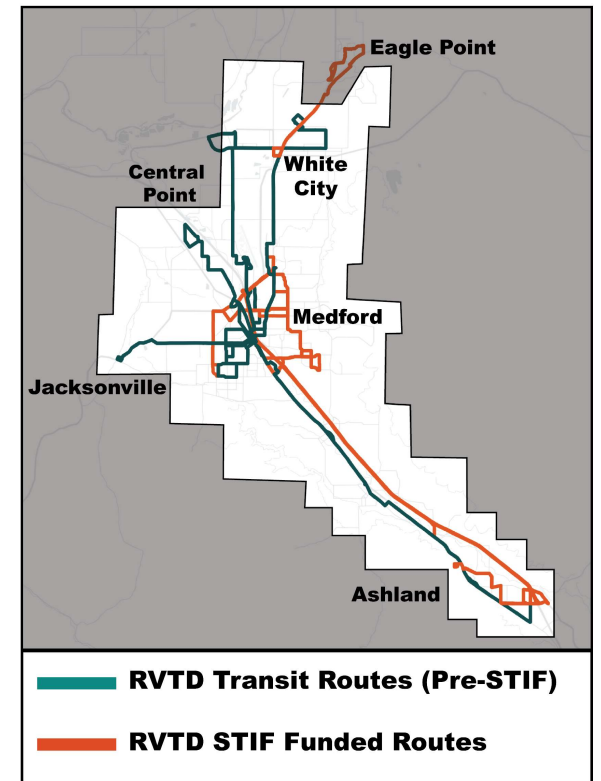 Eagle Point
White
City
Central
Point
Medford
Jacksonville
Ashland
RVTD Transit Routes (Pre-STIF)
RVTD STIF Funded Routes